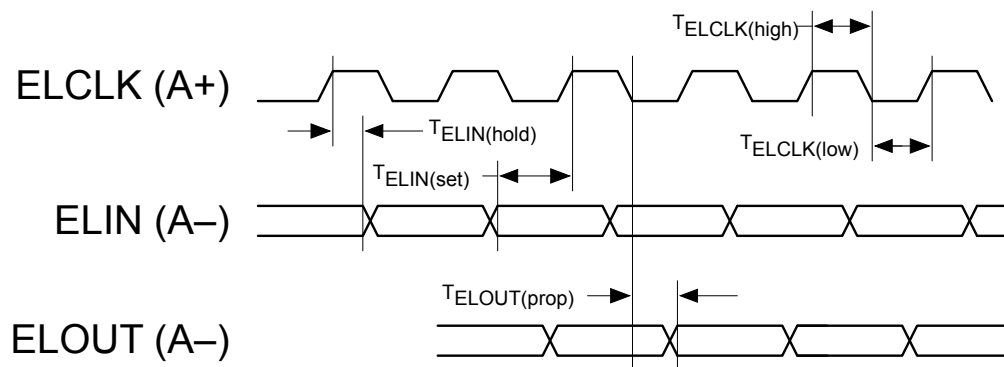 TELCLK(high)
ELCLK (A+)
TELIN(hold)
TELCLK(low)
TELIN(set)
ELIN (A–)
TELOUT(prop)
ELOUT (A–)